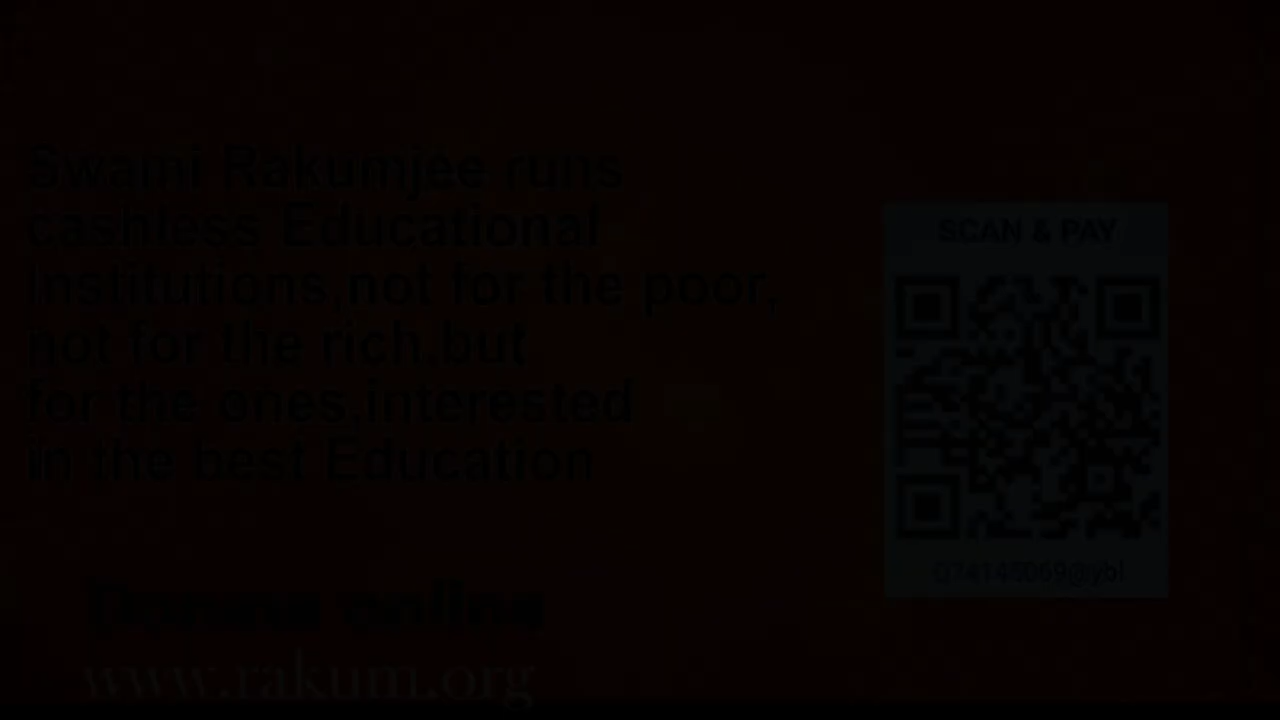 Swami Rakumjee runs
cashless Educational
Institutions,not for the poor,
not for the rich,but
for the ones,interested
in the best Education
SCAN & PAY
Donate online
www.rakum.org